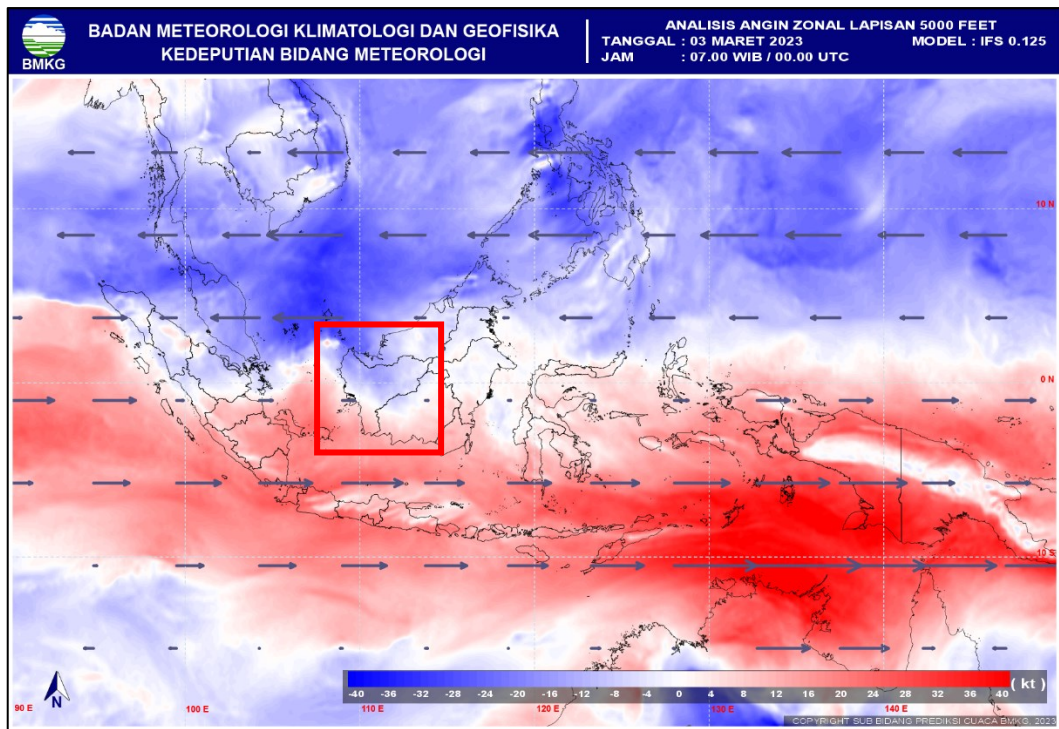 BMKG
BADAN METEOROLOGI KLIMATOLOGI DAN GEOFISIKA
KEDEPUTIAN BIDANG METEOROLOGI
ANALISIS ANGIN ZONAL LAPISAN 5000 FEET
TANGGAL : 03 MARET 2023 MODEL : IFS 0.125
JAM : 07.00 WIB / 00.00 UTC
10 N
0 N
10 S
N
-40 -36 -32 -28 -24 -20 -16 -12 -8 -4 0 4 8 12 16 20 24 28 32 36 40 ( kt )
90 E 100 E 110 E 120 E 130 E 140 E
COPYRIGHT SUB BIDANG PREDIKSI CUACA BMKG, 2023